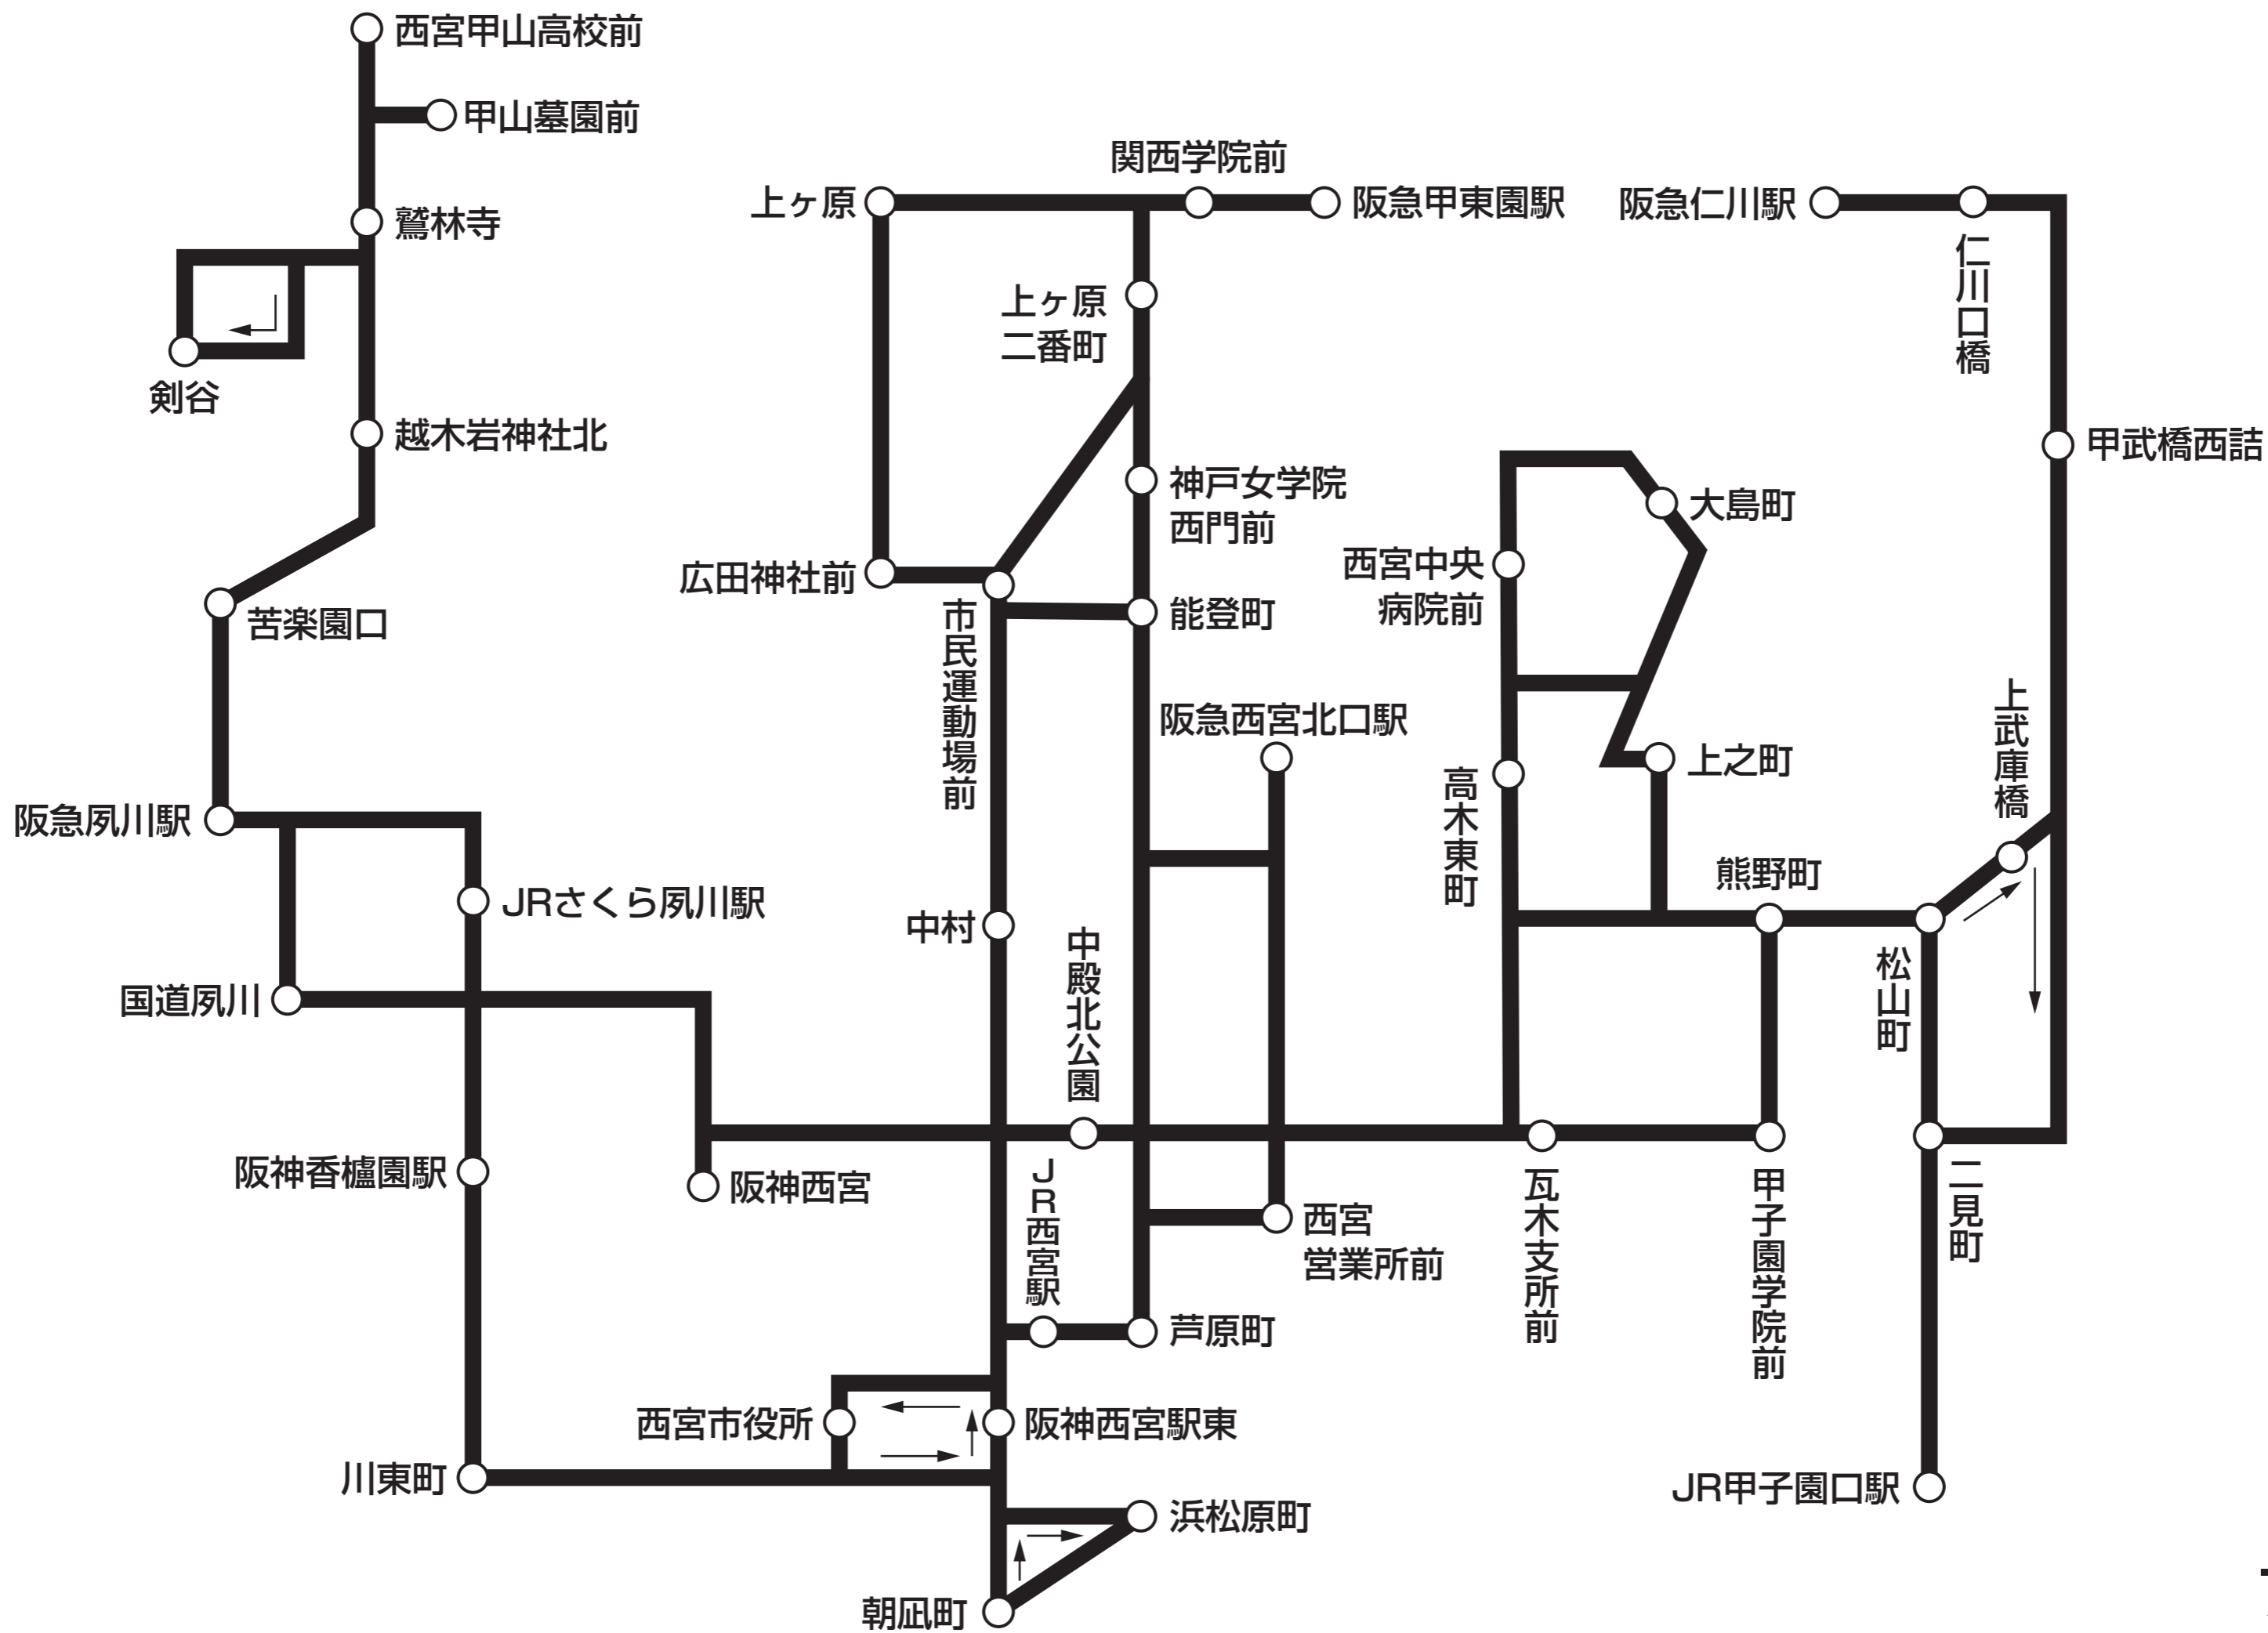 西宮甲山高校前
甲山墓園前
関西学院前
上ヶ原
阪急甲東園駅
阪急仁川駅
鷲林寺
仁川口橋
上ヶ原
二番町
剣谷
越木岩神社北
甲武橋西詰
神戸女学院
西門前
大島町
西宮中央
病院前
広田神社前
能登町
市民運動場前
苦楽園口
阪急西宮北口駅
上武庫橋
上之町
高木東町
阪急夙川駅
熊野町
JRさくら夙川駅
中村
中殿北公園
松山町
国道夙川
阪神香櫨園駅
阪神西宮
JR西宮駅
瓦木支所前
甲子園学院前
二見町
西宮
営業所前
芦原町
西宮市役所
阪神西宮駅東
川東町
JR甲子園口駅
浜松原町
朝凪町